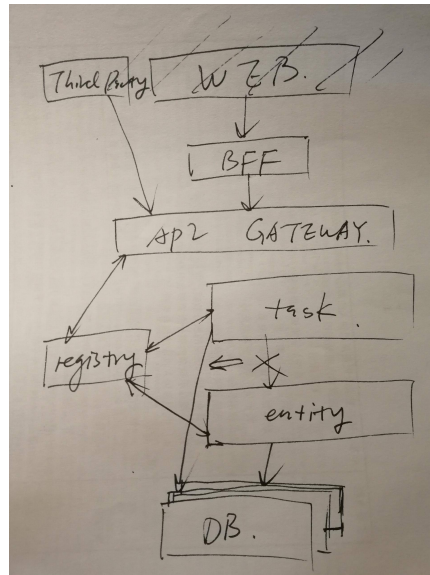 Third Party
WEB.
BFF
API GATEWAY.
task.
registry
entity
DB.